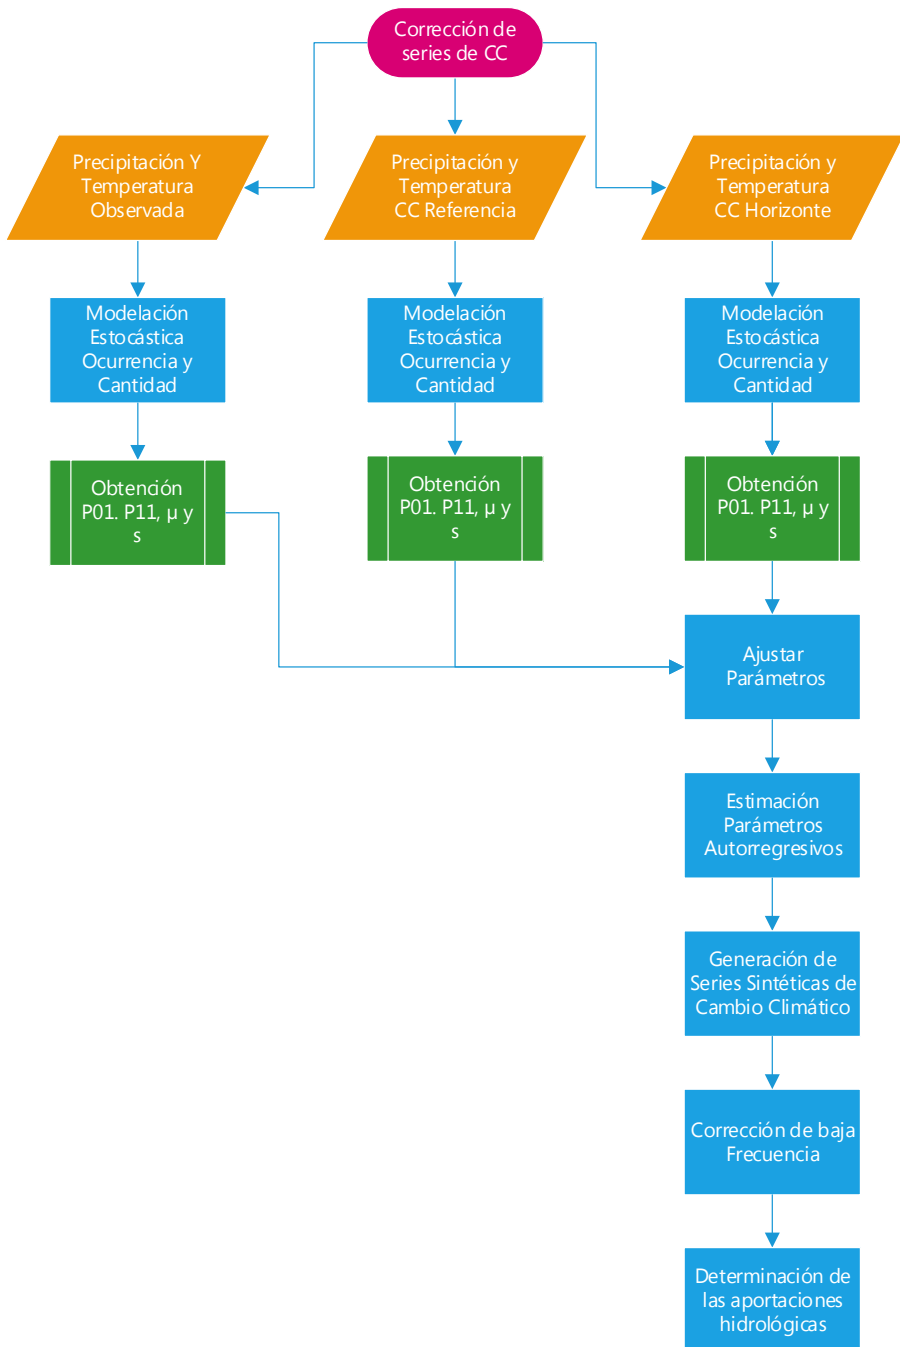 Corrección de
series de CC
Precipitación Y
Temperatura
Observada
Precipitación y
Temperatura
CC Referencia
Precipitación y
Temperatura
CC Horizonte
Modelación
Estocástica
Ocurrencia y
Cantidad
Modelación
Estocástica
Ocurrencia y
Cantidad
Modelación
Estocástica
Ocurrencia y
Cantidad
Obtención
P01. P11, µ y
s
Obtención
P01. P11, µ y
s
Obtención
P01. P11, µ y
s
Ajustar
Parámetros
Estimación
Parámetros
Autorregresivos
Generación de
Series Sintéticas de
Cambio Climático
Corrección de baja
Frecuencia
Determinación de
las aportaciones
hidrológicas